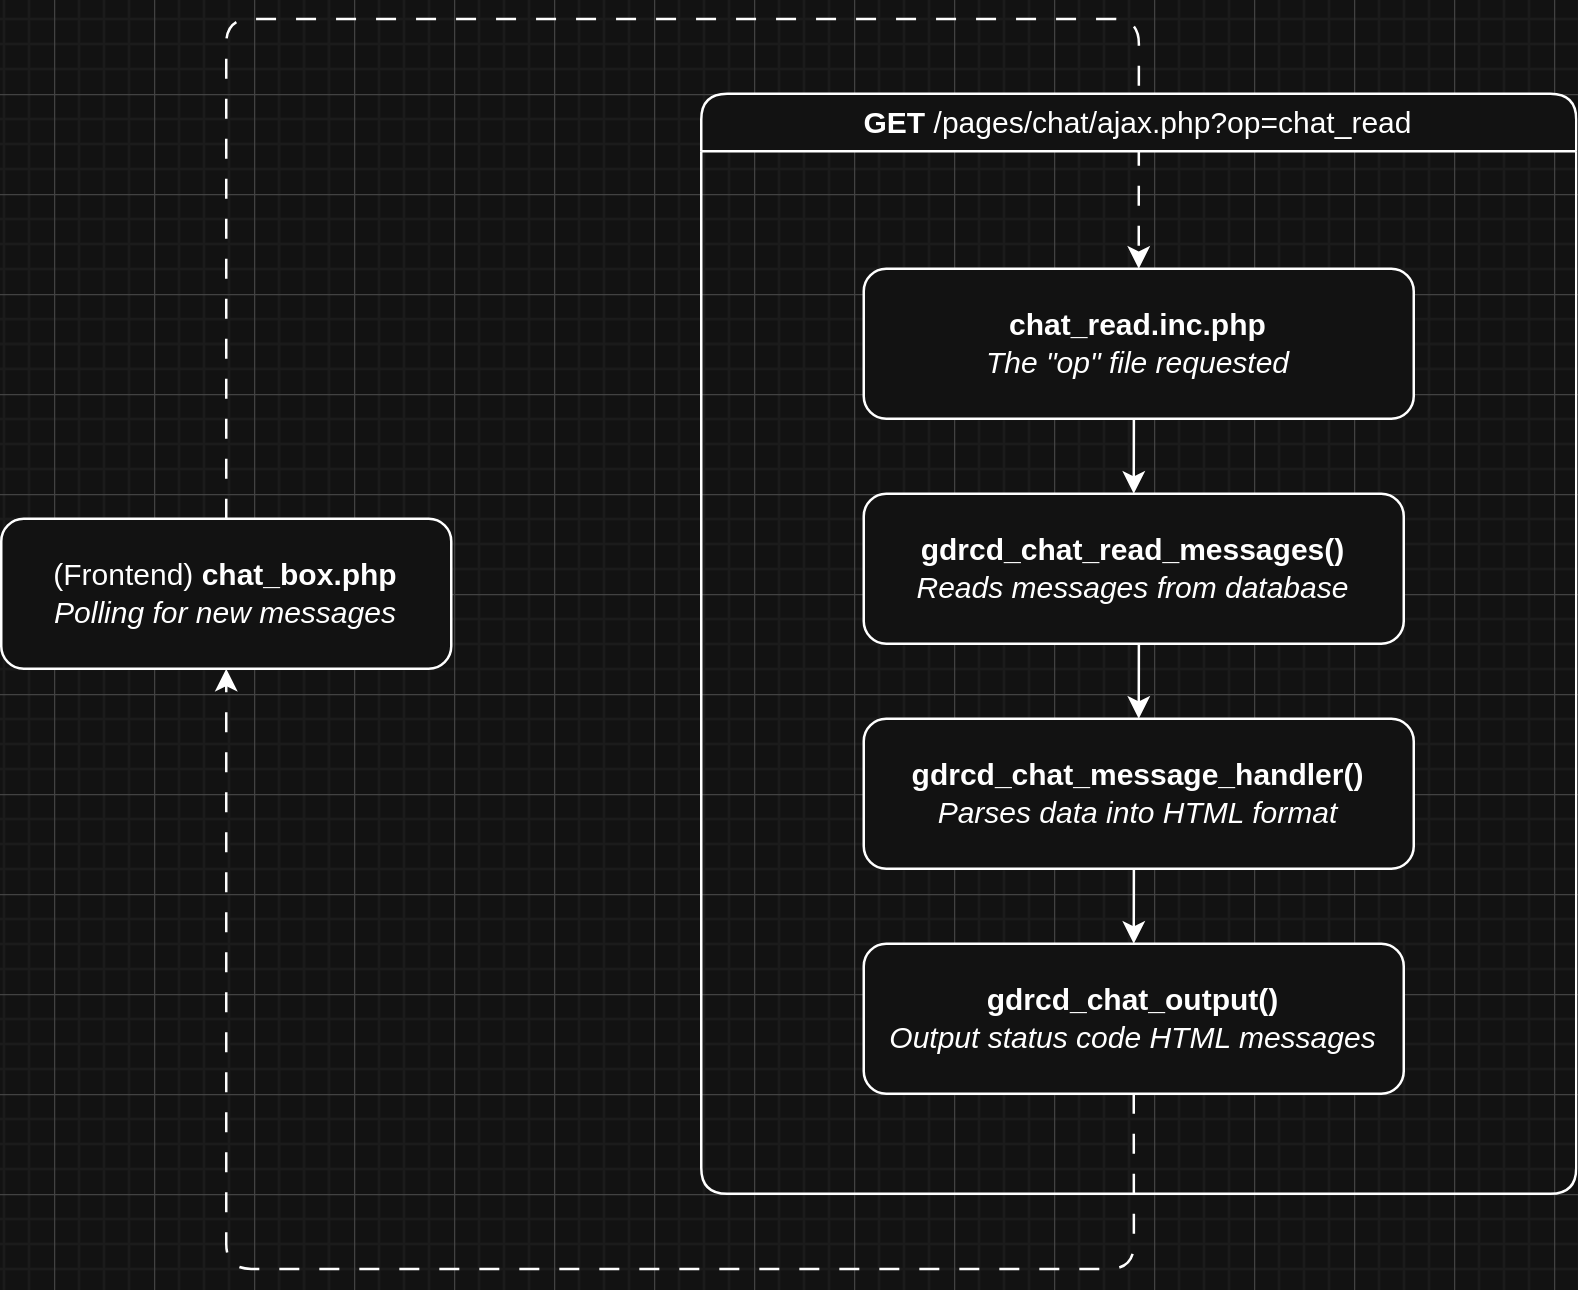 GET /pages/chat/ajax.php?op=chat_read
chat_read.inc.php
The "op" file requested
gdrcd_chat_read_messages()
Reads messages from database
(Frontend) chat_box.php
Polling for new messages
gdrcd_chat_message_handler()
Parses data into HTML format
gdrcd_chat_output()
Output status code HTML messages